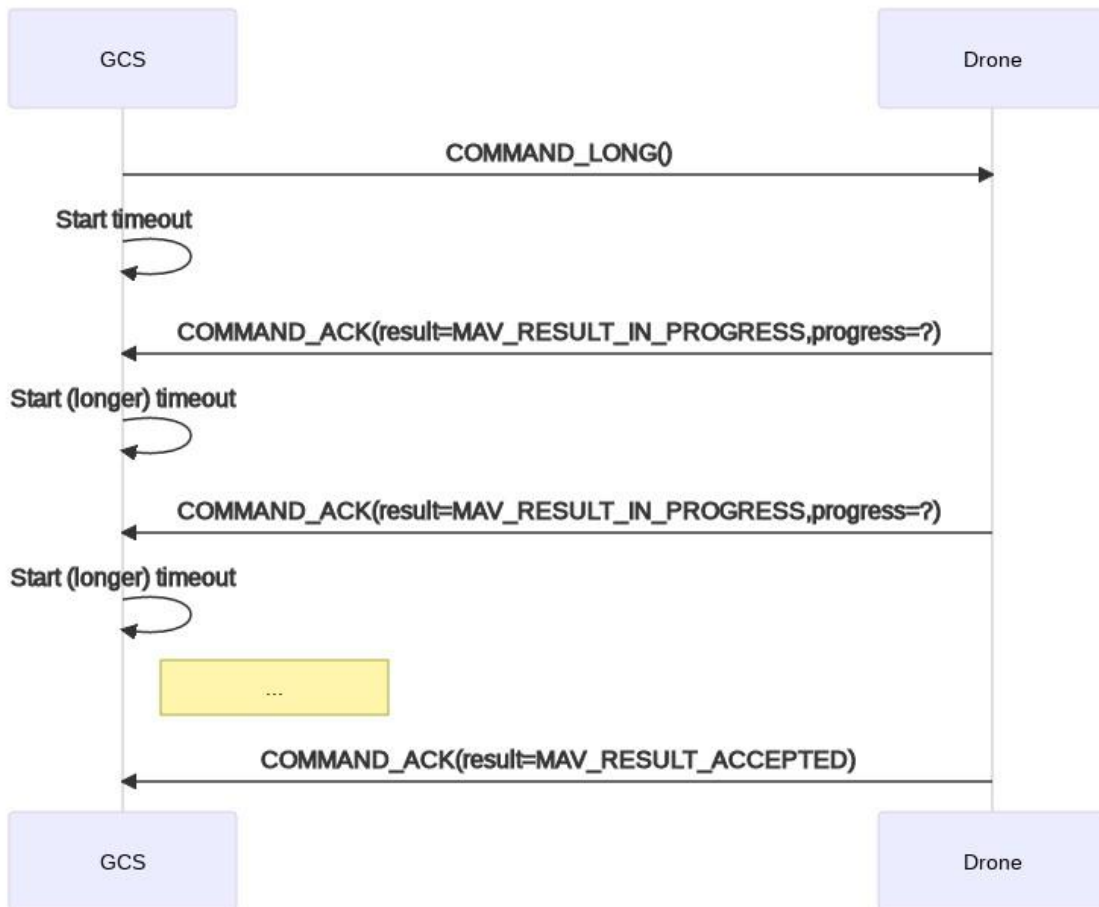 GCS
Drone
COMMAND_LONG()
Start timeout
COMMAND_ACK(result=MAV_RESULT_IN_PROGRESS,progress=?)
Start (longer) timeout
COMMAND_ACK(result=MAV_RESULT_IN_PROGRESS,progress=?)
Start (longer) timeout
...
COMMAND_ACK(result=MAV_RESULT_ACCEPTED)
GCS
Drone